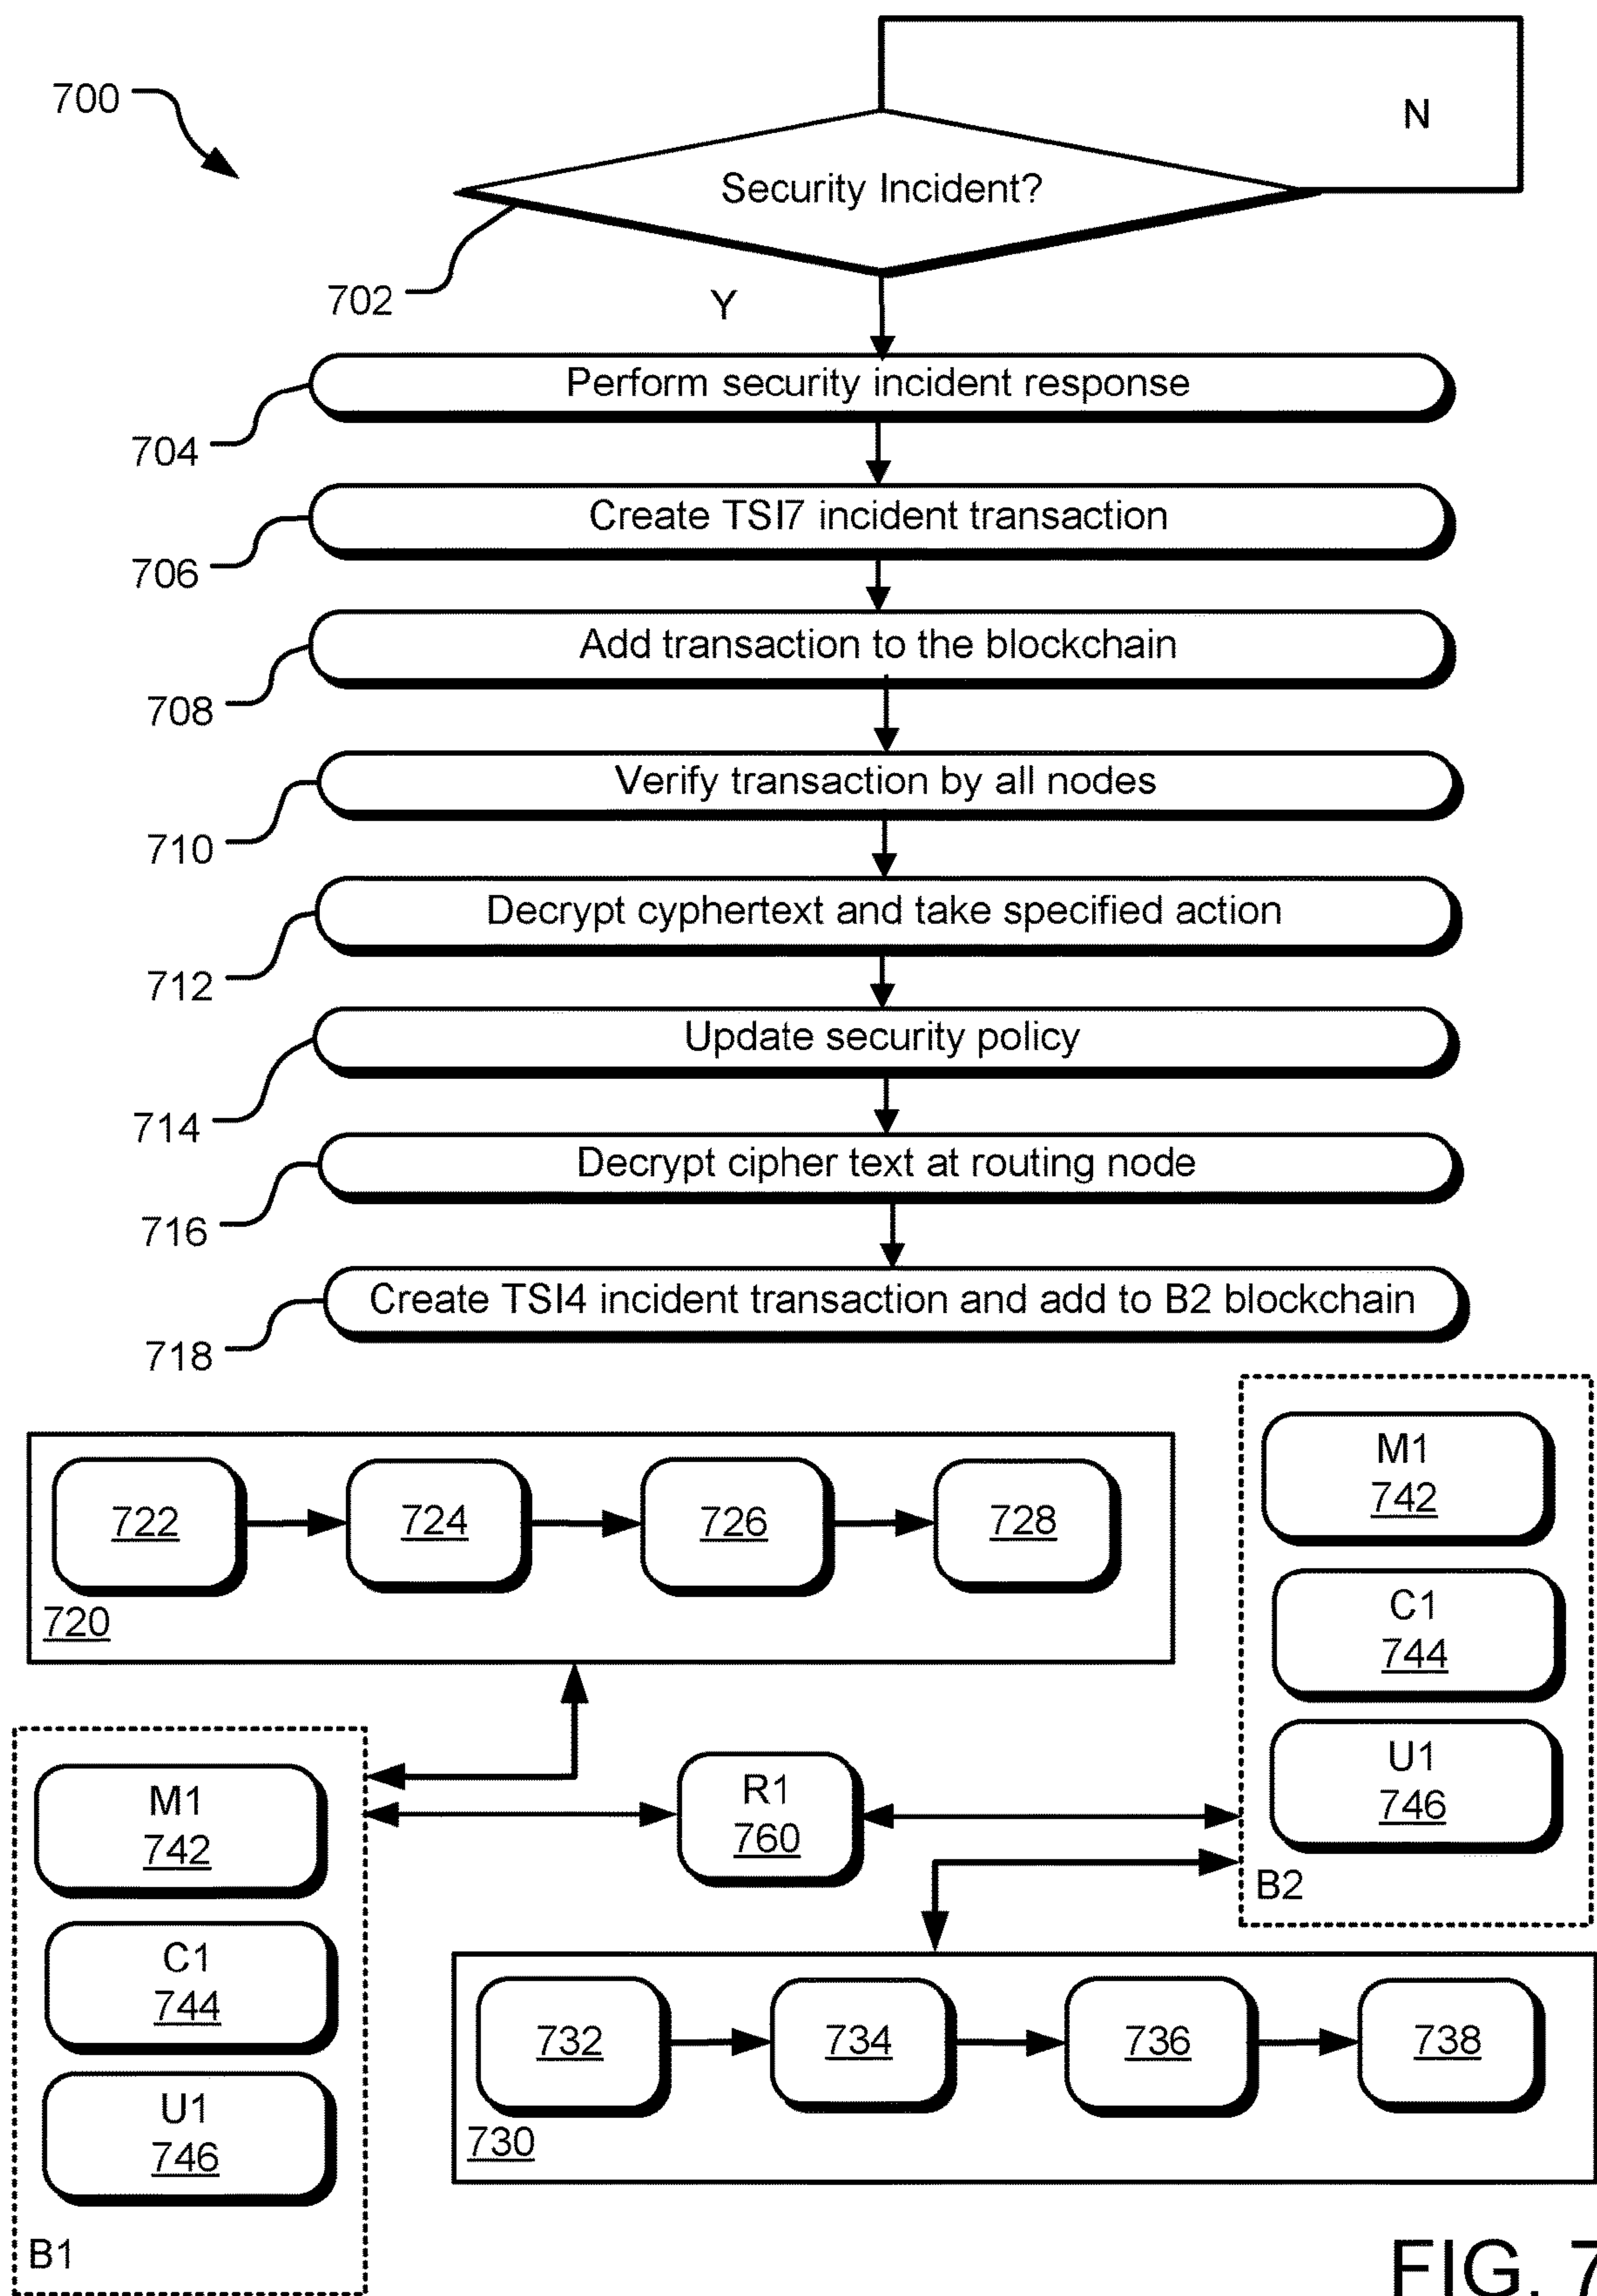 700
N
Security Incident?
702
Y
Perform security incident response
704
Create TSI7 incident transaction
706
Add transaction to the blockchain
708
Verify transaction by all nodes
710
Decrypt cyphertext and take specified action
712
Update security policy
714
Decrypt cipher text at routing node
716
Create TSI4 incident transaction and add to B2 blockchain
718
722
724
726
728
720
M1
742
C1
744
U1
746
B2
R1
760
M1
742
C1
744
U1
746
B1
732
734
736
738
730
FIG. 7